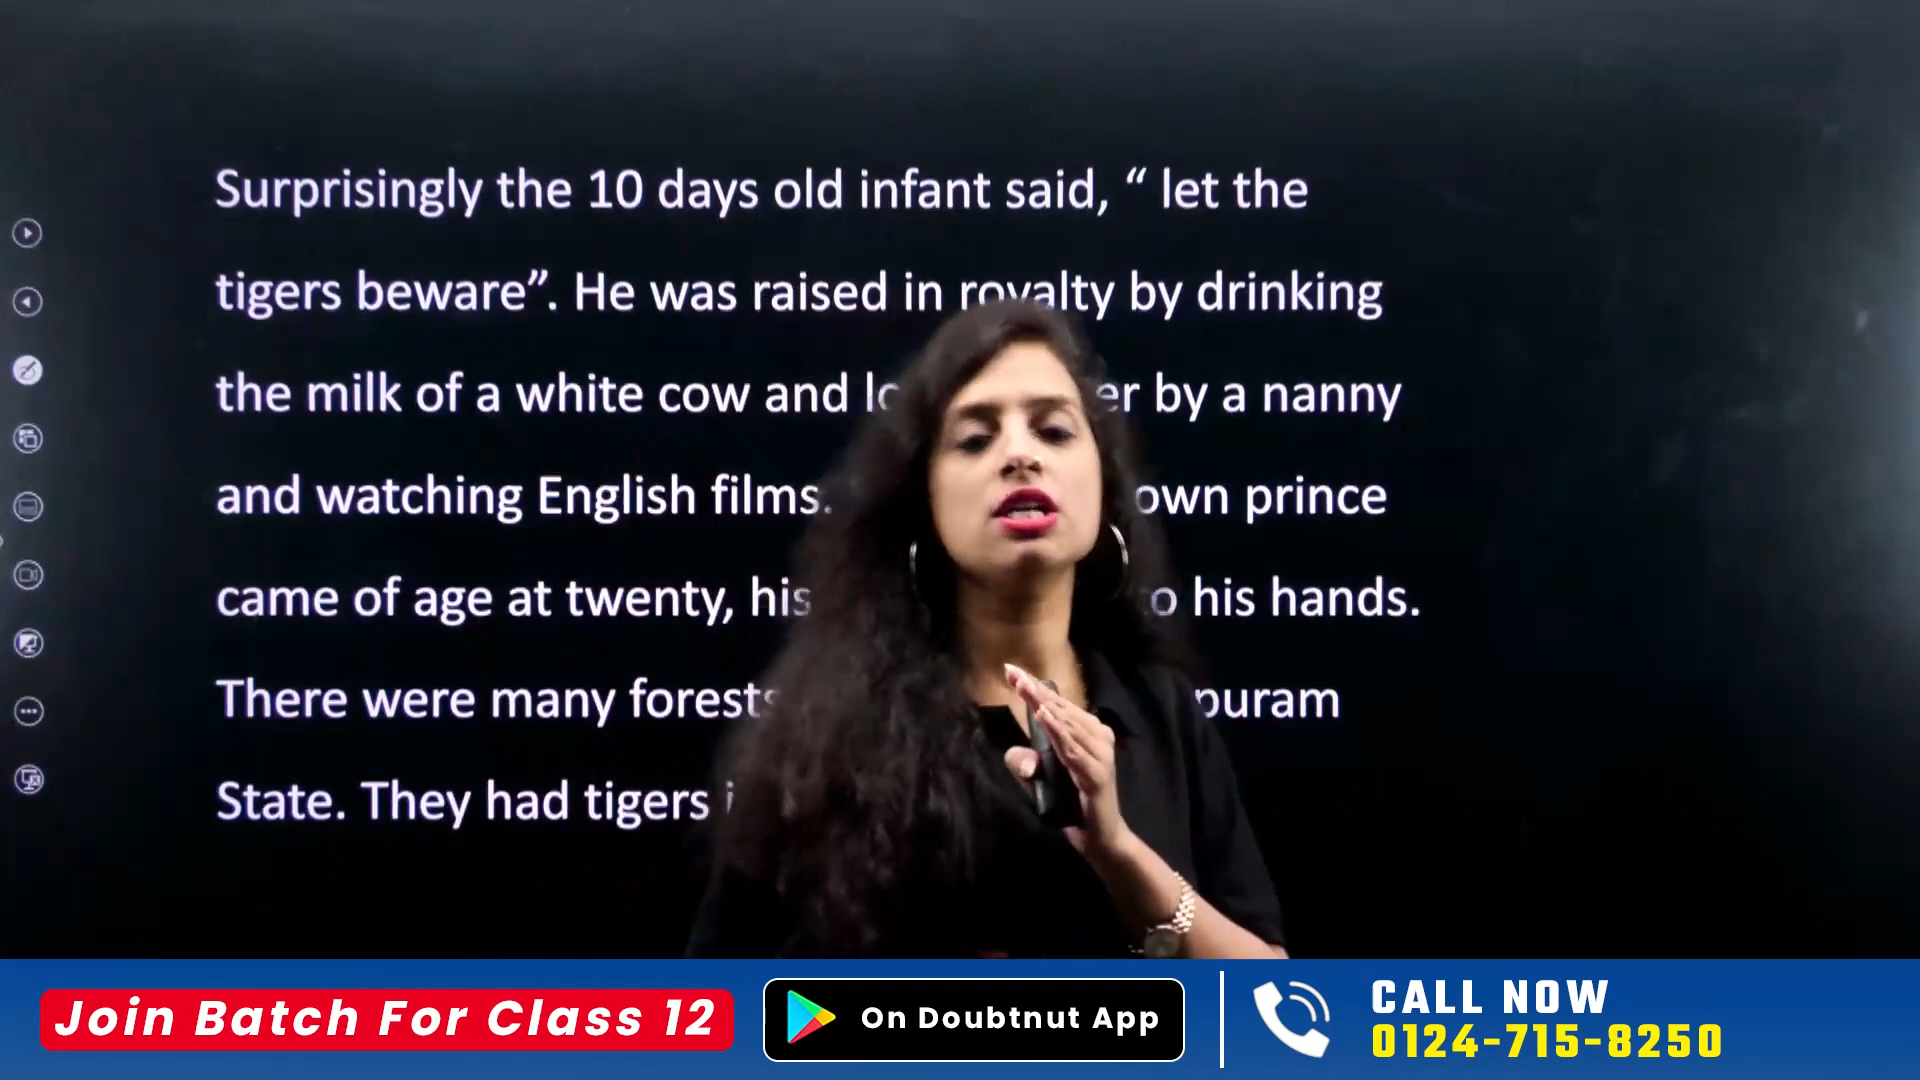 Surprisingly the 10 days old infant said, “ let the
tigers beware”. He was raised in royalty by drinking
the milk of a white cow and by a nanny
and watching English films. prince
came of age at twenty, his his hands.
There were many forests
State. They had tigers
Join Batch For Class 12
On Doubtnut App
CALL NOW
0124-715-8250